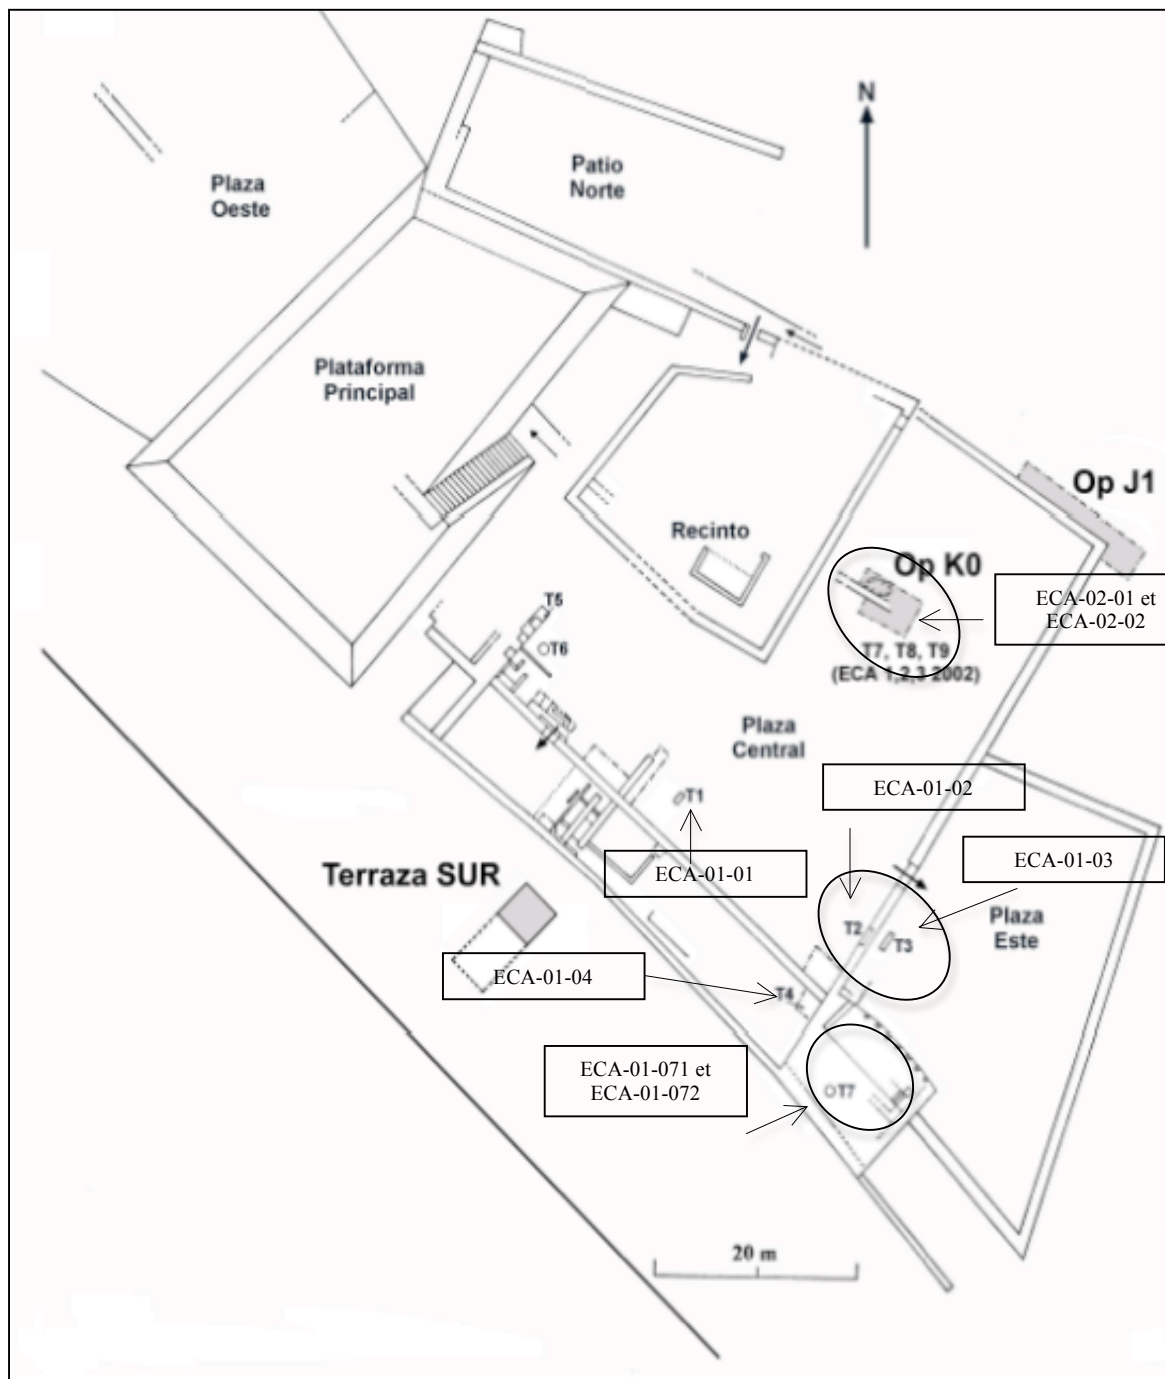 N
Patio
Norte
Plaza
Oeste
Plataforma
Principal
Op J1
Recinto
Op K0
ECA-02-01 et
ECA-02-02
T5
T6
T7, T8, T9
(ECA 1,2,3 2002)
Plaza
Central
ECA-01-02
T1
ECA-01-01
ECA-01-03
Terraza SUR
Plaza
Este
T2
T3
ECA-01-04
T4
ECA-01-071 et
ECA-01-072
T7
20 m